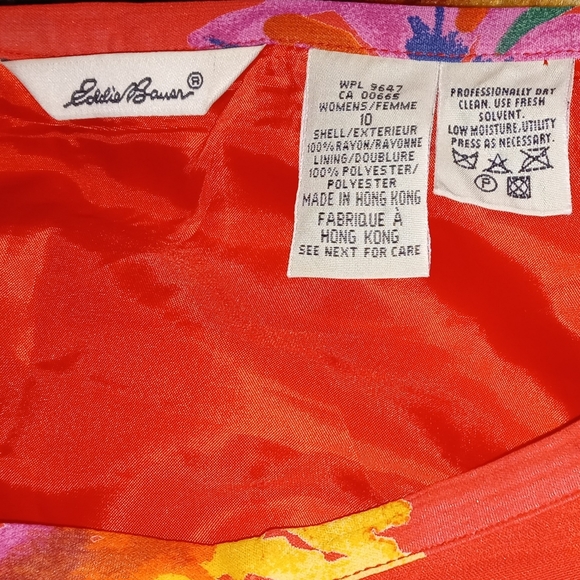 Eddie Bauer ®
WPL 9647
CA 00665
WOMENS/FEMME
10
SHELL/EXTERIEUR
100% RAYON/RAYONNE
LINING/DOUBLURE
100% POLYESTER/
POLYESTER
MADE IN HONG KONG
FABRIQUE À
HONG KONG
SEE NEXT FOR CARE
PROFESSIONALLY DRY
CLEAN. USE FRESH
SOLVENT.
LOW MOISTURE, UTILITY
PRESS AS NECESSARY.
P